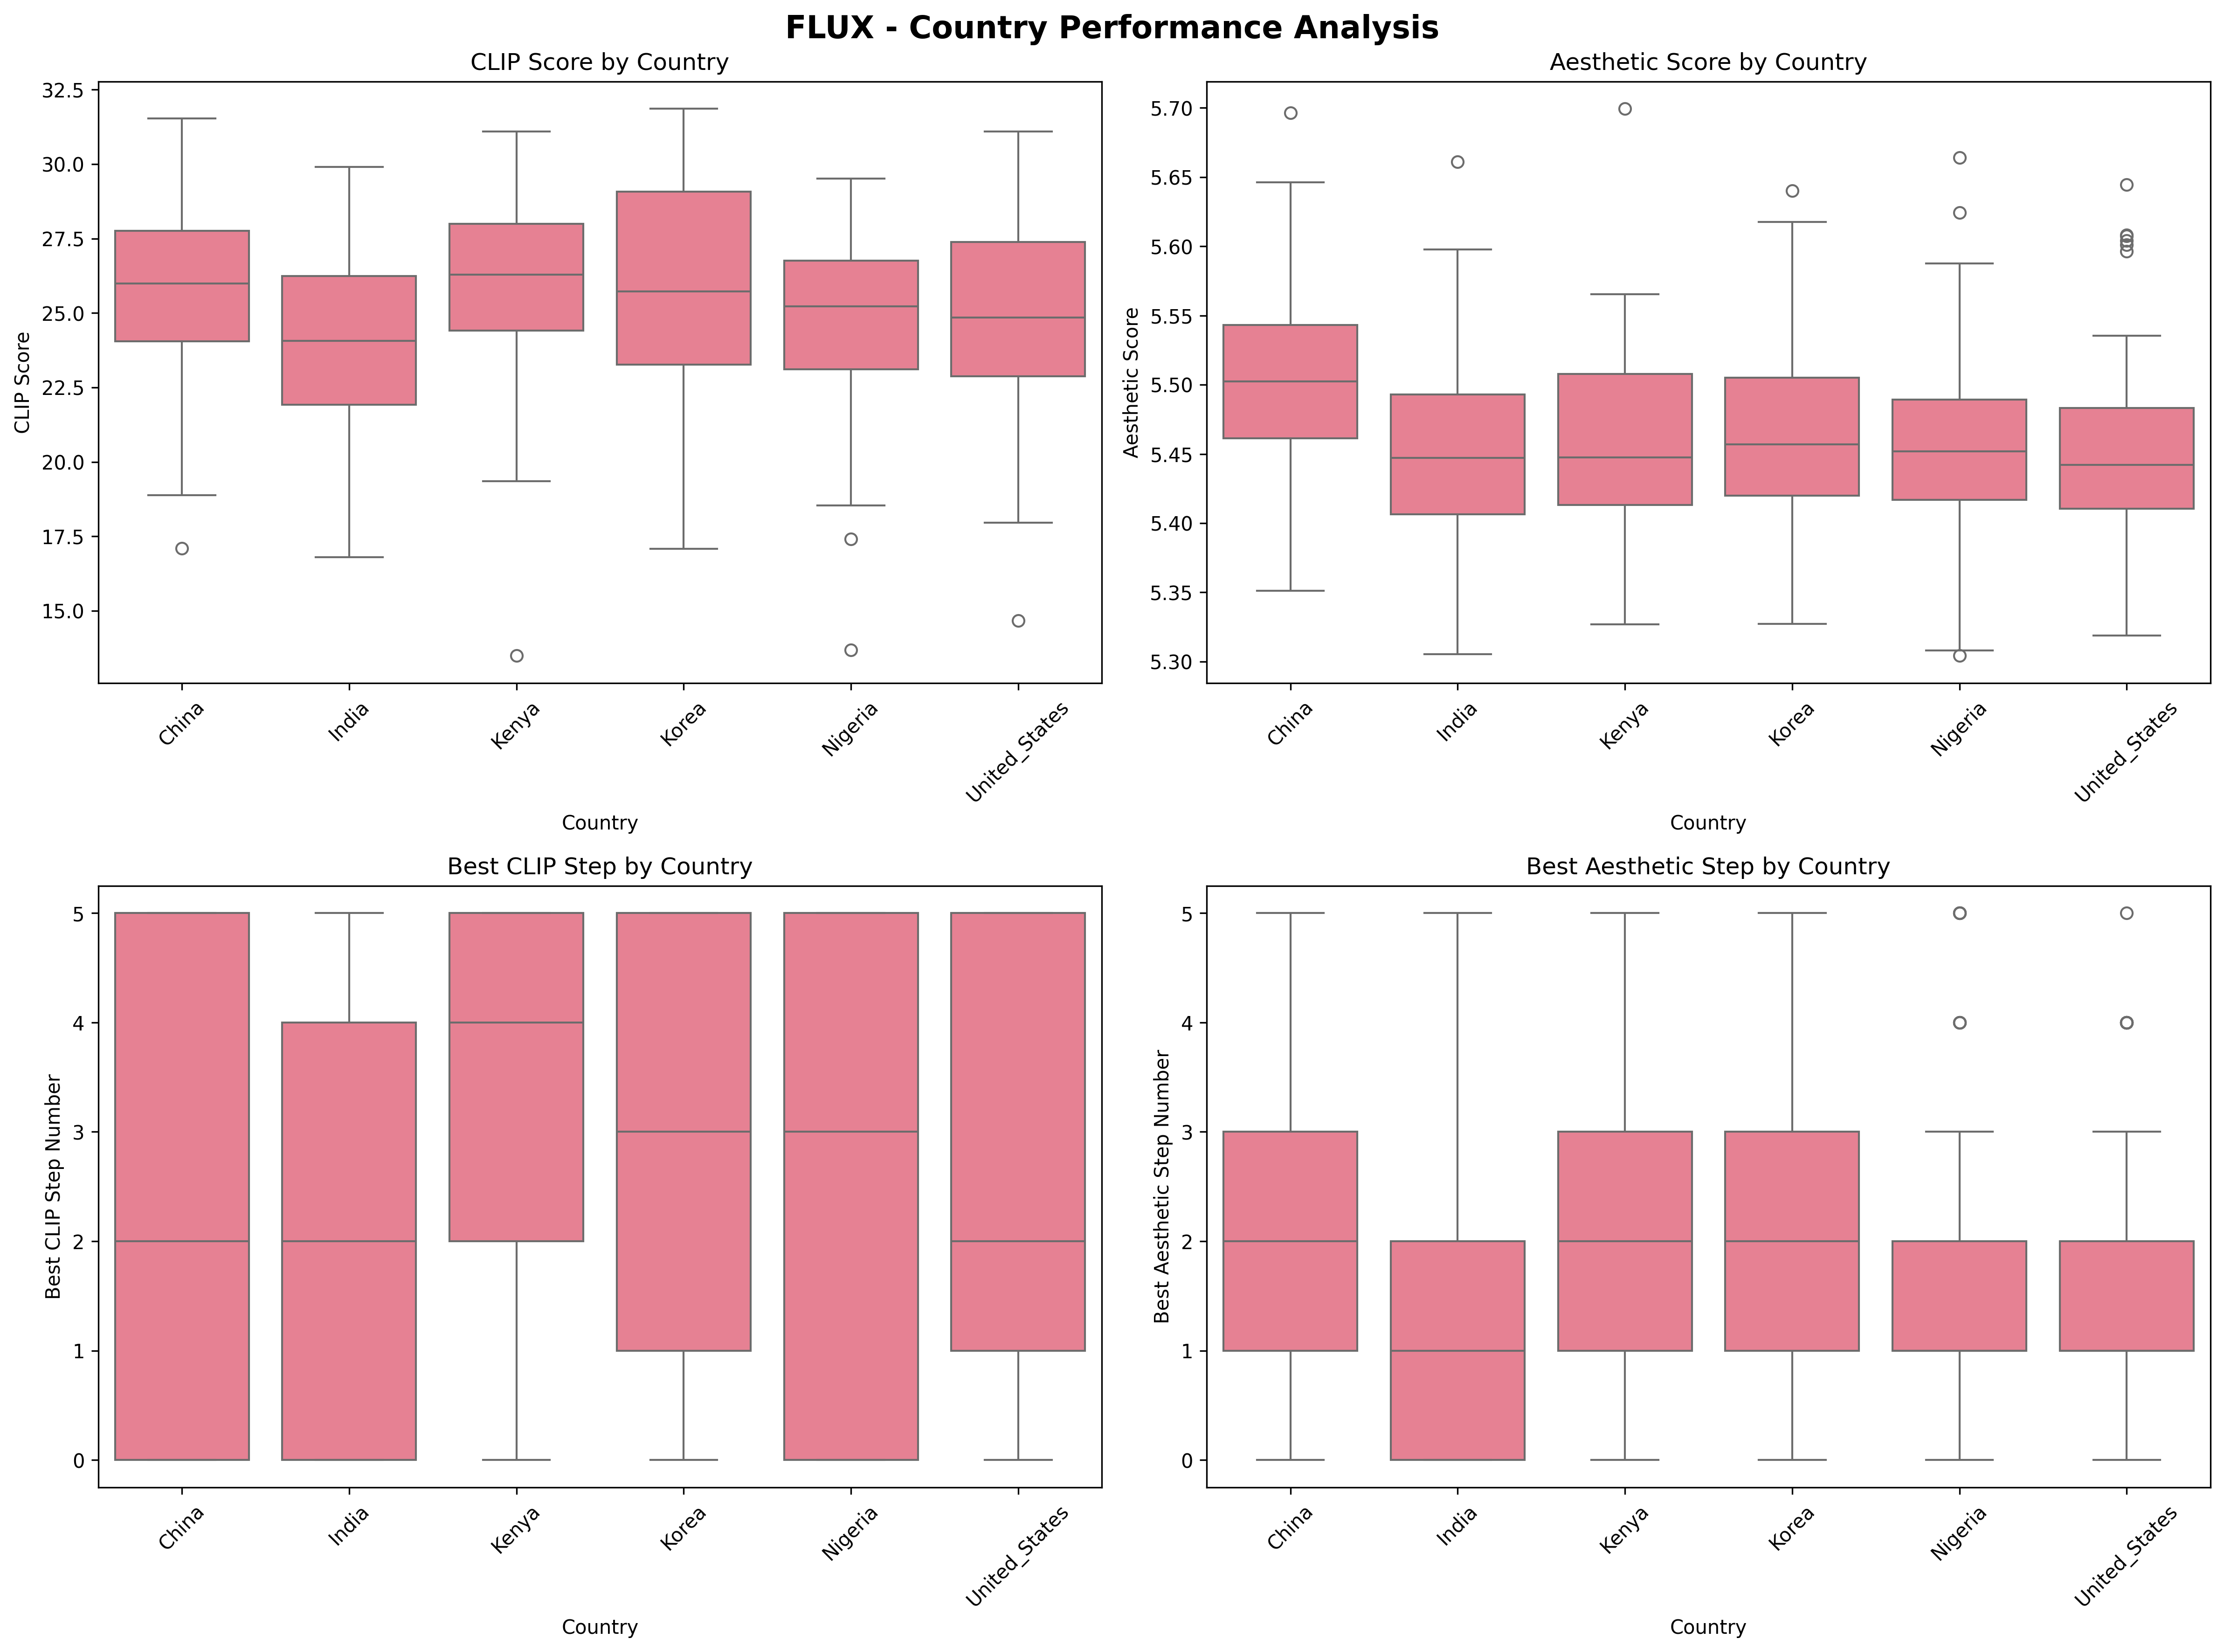 FLUX - Country Performance Analysis
CLIP Score by Country
CLIP Score
32.5
30.0
27.5
25.0
22.5
20.0
17.5
15.0
China
India
Kenya
Korea
Nigeria
United_States
Country
Aesthetic Score by Country
Aesthetic Score
5.70
5.65
5.60
5.55
5.50
5.45
5.40
5.35
5.30
China
India
Kenya
Korea
Nigeria
United_States
Country
Best CLIP Step by Country
Best CLIP Step Number
5
4
3
2
1
0
China
India
Kenya
Korea
Nigeria
United_States
Country
Best Aesthetic Step by Country
Best Aesthetic Step Number
5
4
3
2
1
0
China
India
Kenya
Korea
Nigeria
United_States
Country